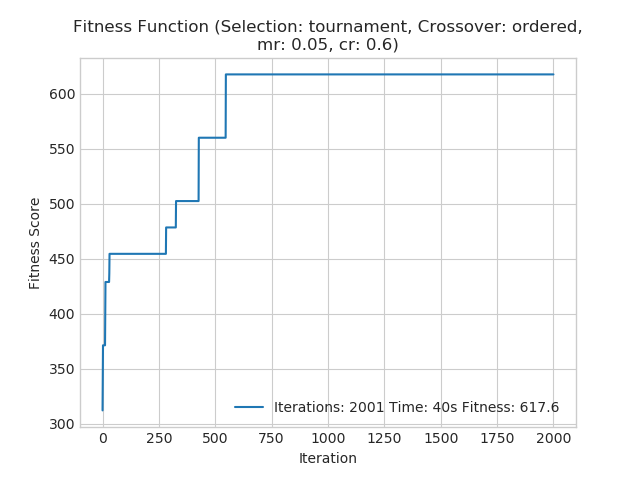 Fitness Function (Selection: tournament, Crossover: ordered,
mr: 0.05, cr: 0.6)
600
550
500
450
400
350
300
Fitness Score
Iterations: 2001 Time: 40s Fitness: 617.6
0 250 500 750 1000 1250 1500 1750 2000
Iteration